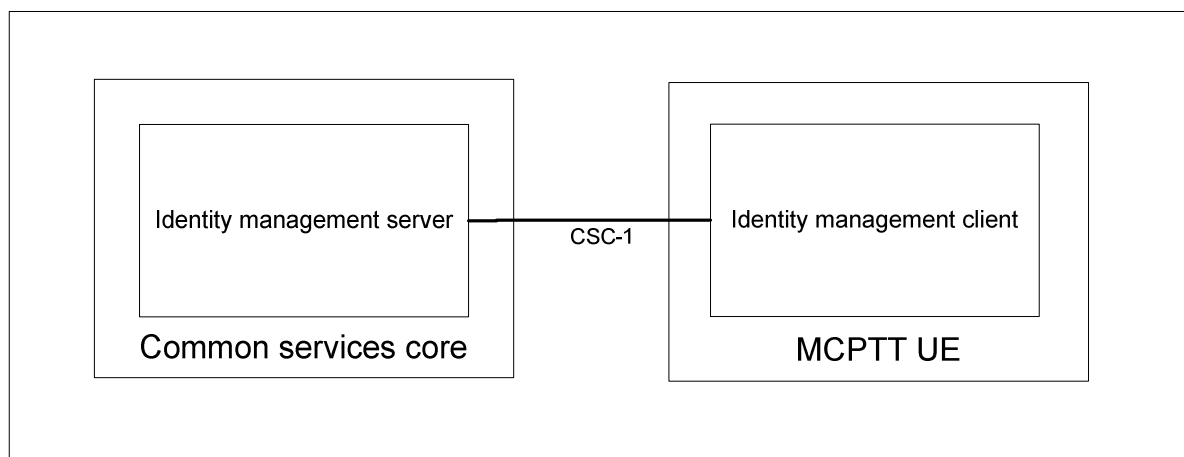 Identity management server
CSC-1
Identity management client
Common services core
MCPTT UE